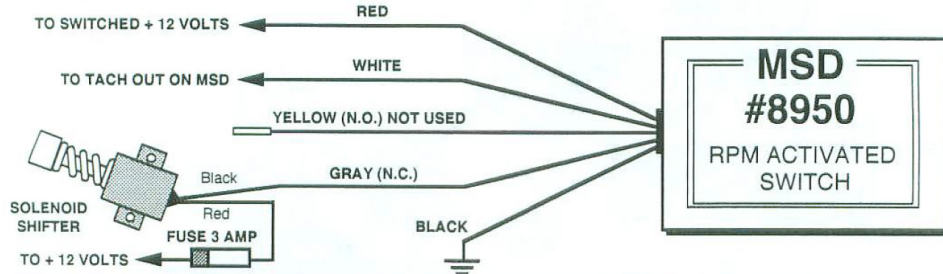 RED
TO SWITCHED + 12 VOLTS
WHITE
TO TACH OUT ON MSD
YELLOW (N.O.) NOT USED
Black
GRAY (N.C.)
Red
SOLENOID
SHIFTER
FUSE 3 AMP
TO + 12 VOLTS
BLACK
MSD
#8950
RPM ACTIVATED
SWITCH